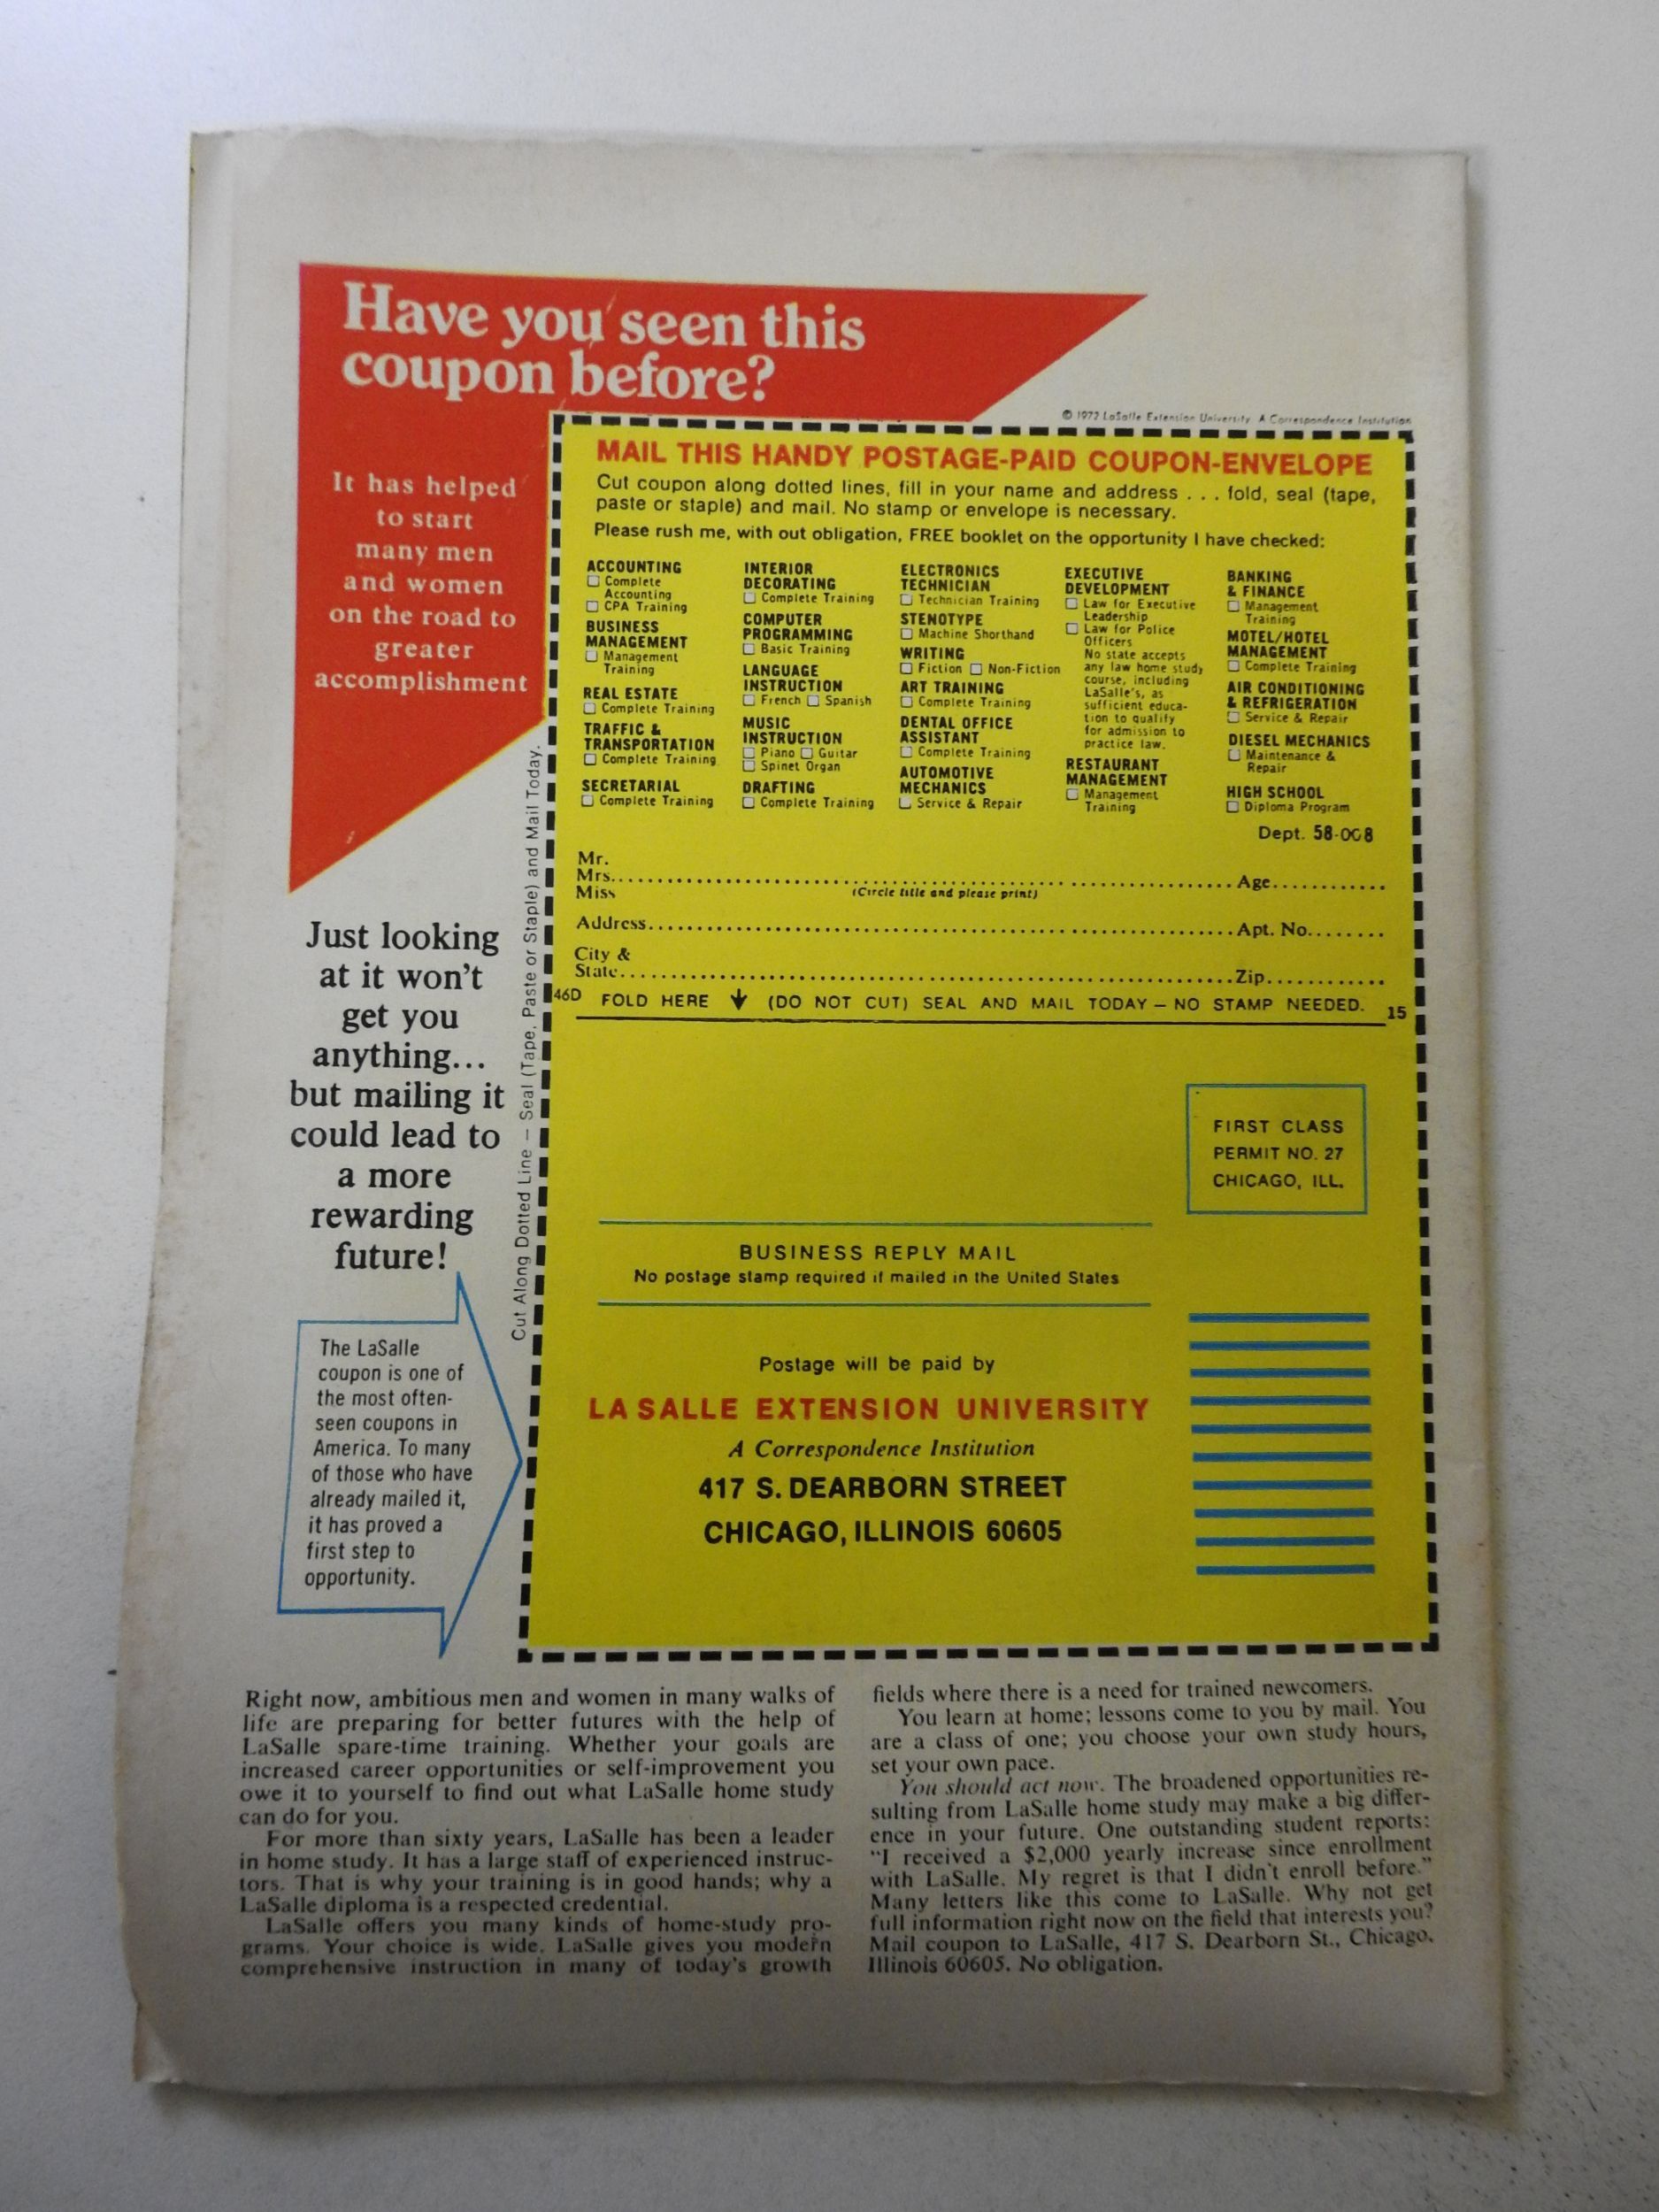 Have you seen this
coupon before?
It has helped
to start
many men
and women
on the road to
greater
accomplishment
Just looking
at it won't
get you
anything...
but mailing it
could lead to
a more
rewarding
future!
The LaSalle
coupon is one of
the most often-
seen coupons in
America. To many
of those who have
already mailed it,
it has proved a
first step to
opportunity.
Cut Along Dotted Line – Seal (Tape, Paste or Staple) and Mail Today.
© 1972 LaSalle Extension University. A Correspondence Institution
MAIL THIS HANDY POSTAGE-PAID COUPON-ENVELOPE
Cut coupon along dotted lines, fill in your name and address . . . fold, seal (tape,
paste or staple) and mail. No stamp or envelope is necessary.
Please rush me, with out obligation, FREE booklet on the opportunity I have checked:
ACCOUNTING
☐ Complete
Accounting
☐ CPA Training
BUSINESS
MANAGEMENT
☐ Management
Training
REAL ESTATE
☐ Complete Training
TRAFFIC &
TRANSPORTATION
☐ Complete Training
SECRETARIAL
☐ Complete Training
INTERIOR
DECORATING
☐ Complete Training
COMPUTER
PROGRAMMING
☐ Basic Training
LANGUAGE
INSTRUCTION
☐ French ☐ Spanish
MUSIC
INSTRUCTION
☐ Piano ☐ Guitar
☐ Spinet Organ
DRAFTING
☐ Complete Training
ELECTRONICS
TECHNICIAN
☐ Technician Training
STENOTYPE
☐ Machine Shorthand
WRITING
☐ Fiction ☐ Non-Fiction
ART TRAINING
☐ Complete Training
DENTAL OFFICE
ASSISTANT
☐ Complete Training
AUTOMOTIVE
MECHANICS
☐ Service & Repair
EXECUTIVE
DEVELOPMENT
☐ Law for Executive
Leadership
☐ Law for Police
Officers
No state accepts
any law home study
course, including
LaSalle's, as
sufficient educa-
tion to qualify
for admission to
practice law.
RESTAURANT
MANAGEMENT
☐ Management
Training
BANKING
& FINANCE
☐ Management
Training
MOTEL/HOTEL
MANAGEMENT
☐ Complete Training
AIR CONDITIONING
& REFRIGERATION
☐ Service & Repair
DIESEL MECHANICS
☐ Maintenance &
Repair
HIGH SCHOOL
☐ Diploma Program
Dept. 58-008
Mr.
Mrs. Age
Miss (Circle title and please print)
Address Apt. No.
City &
State Zip
46D FOLD HERE ↓ (DO NOT CUT) SEAL AND MAIL TODAY – NO STAMP NEEDED. 15
FIRST CLASS
PERMIT NO. 27
CHICAGO, ILL.
BUSINESS REPLY MAIL
No postage stamp required if mailed in the United States
Postage will be paid by
LA SALLE EXTENSION UNIVERSITY
A Correspondence Institution
417 S. DEARBORN STREET
CHICAGO, ILLINOIS 60605
Right now, ambitious men and women in many walks of
life are preparing for better futures with the help of
LaSalle spare-time training. Whether your goals are
increased career opportunities or self-improvement you
owe it to yourself to find out what LaSalle home study
can do for you.
For more than sixty years, LaSalle has been a leader
in home study. It has a large staff of experienced instruc-
tors. That is why your training is in good hands; why a
LaSalle diploma is a respected credential.
LaSalle offers you many kinds of home-study pro-
grams. Your choice is wide. LaSalle gives you modern
comprehensive instruction in many of today's growth
fields where there is a need for trained newcomers.
You learn at home; lessons come to you by mail. You
are a class of one; you choose your own study hours,
set your own pace.
You should act now. The broadened opportunities re-
sulting from LaSalle home study may make a big differ-
ence in your future. One outstanding student reports:
"I received a $2,000 yearly increase since enrollment
with LaSalle. My regret is that I didn't enroll before."
Many letters like this come to LaSalle. Why not get
full information right now on the field that interests you?
Mail coupon to LaSalle, 417 S. Dearborn St., Chicago,
Illinois 60605. No obligation.